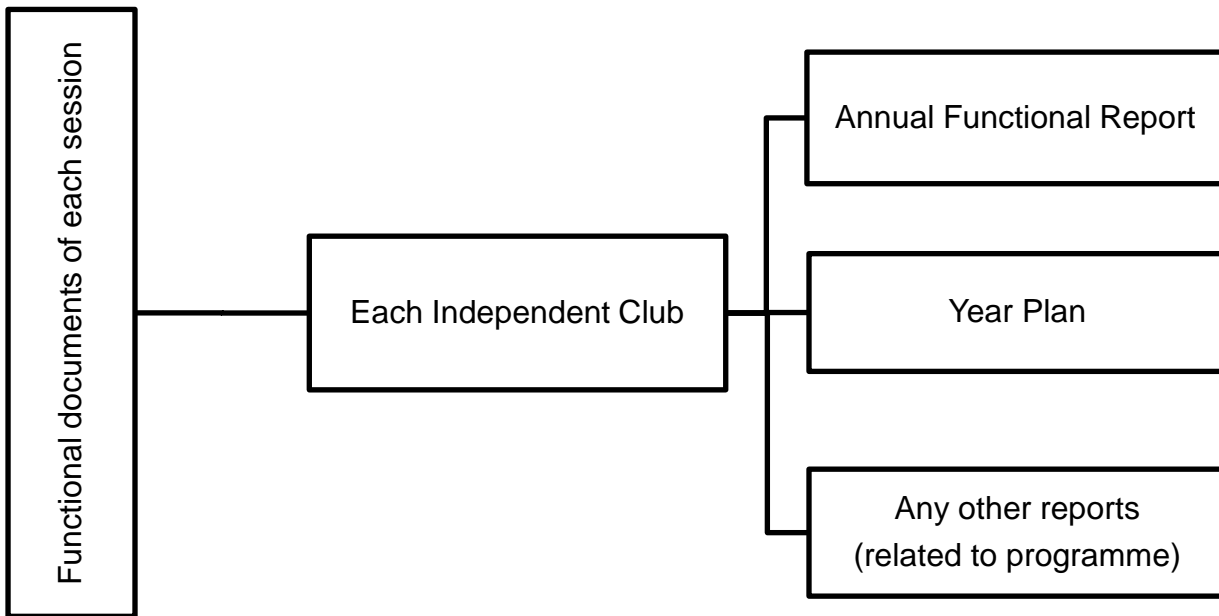 Functional documents of each session
Each Independent Club
Annual Functional Report
Year Plan
Any other reports
(related to programme)